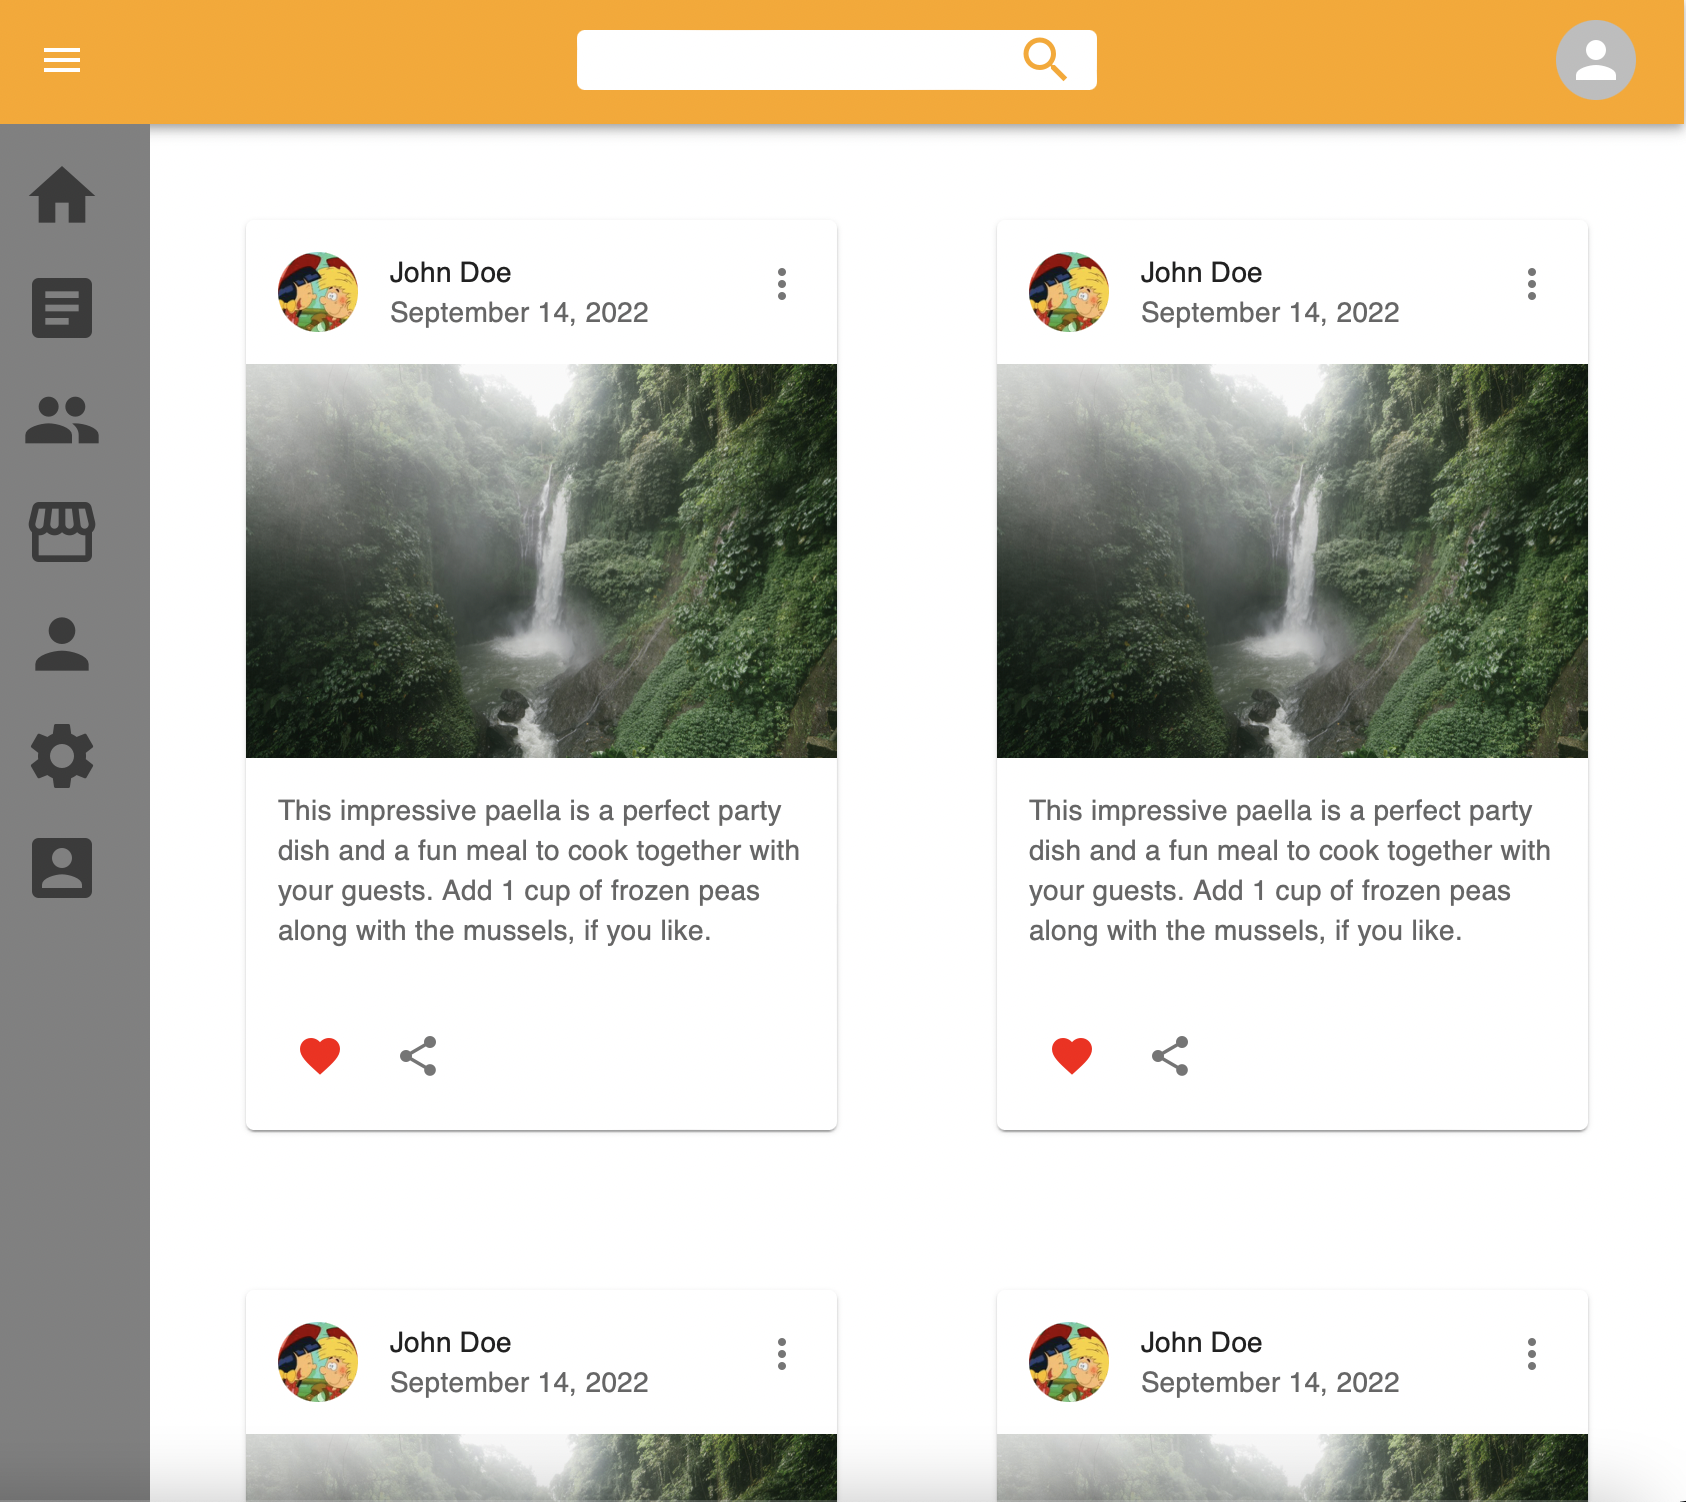 John Doe
September 14, 2022
This impressive paella is a perfect party
dish and a fun meal to cook together with
your guests. Add 1 cup of frozen peas
along with the mussels, if you like.
John Doe
September 14, 2022
This impressive paella is a perfect party
dish and a fun meal to cook together with
your guests. Add 1 cup of frozen peas
along with the mussels, if you like.
John Doe
September 14, 2022
John Doe
September 14, 2022